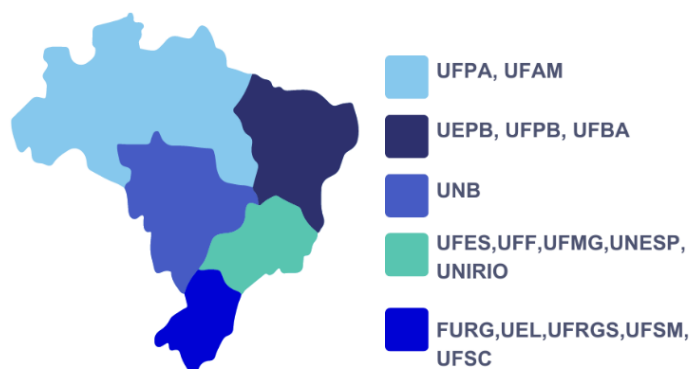 UFPA, UFAM
UEPB, UFPB, UFBA
UNB
UFES,UFF,UFMG,UNESP,
UNIRIO
FURG,UEL,UFRGS,UFSM,
UFSC